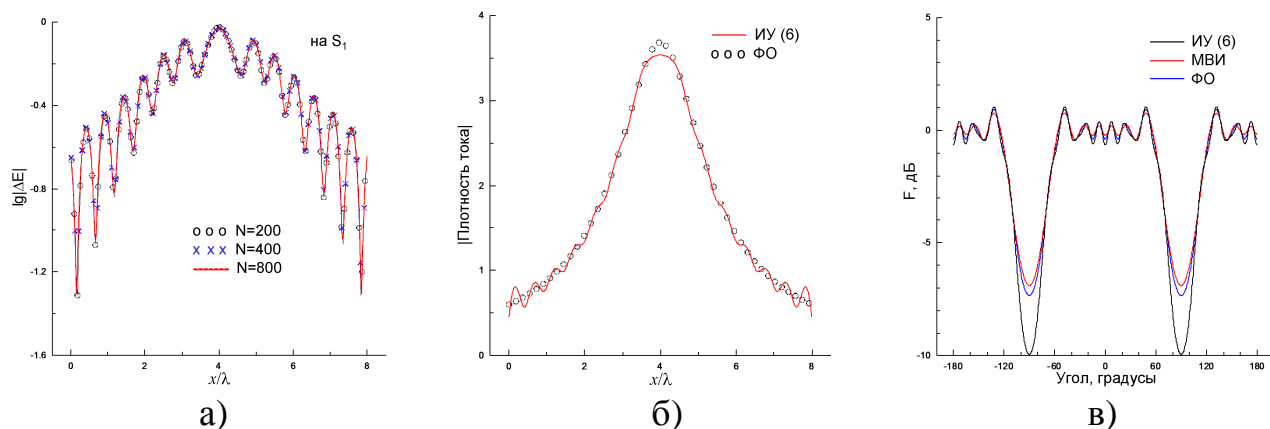 0
-0.4
-0.8
-1.2
-1.6
lg|ΔE|
на S₁
o o o N=200
x x x N=400
N=800
0 2 4 6 8
x/λ
а)
4
3
2
1
0
|Плотность тока|
ИУ (6)
o o o ФО
0 2 4 6 8
x/λ
б)
5
0
-5
-10
F, дБ
ИУ (6)
МВИ
ФО
-180 -120 -60 0 60 120 180
Угол, градусы
в)